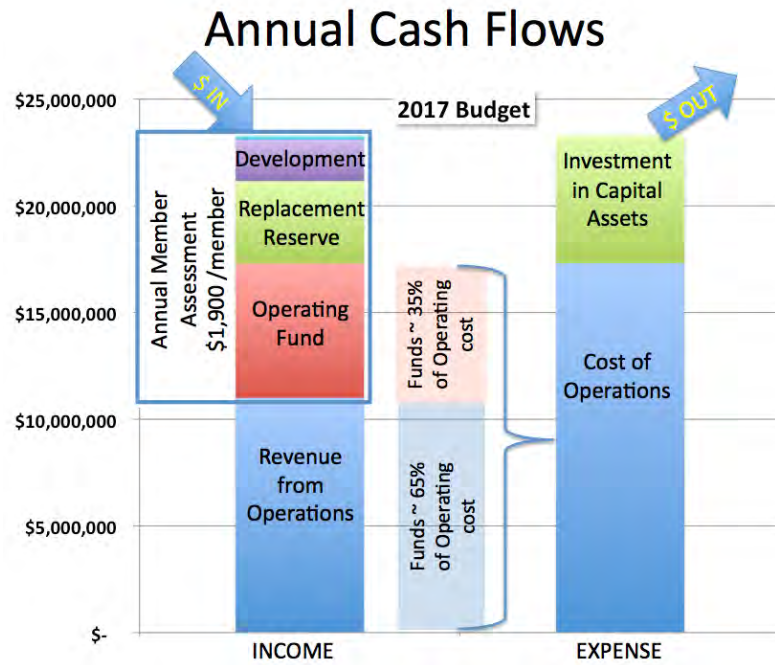 Annual Cash Flows
$ IN
2017 Budget
$ OUT
$25,000,000
$20,000,000
$15,000,000
$10,000,000
$5,000,000
$-
Annual Member
Assessment
$1,900 /member
Development
Replacement
Reserve
Operating
Fund
Revenue
from
Operations
Funds ~ 35%
of Operating
cost
Funds ~ 65%
of Operating
cost
Investment
in Capital
Assets
Cost of
Operations
INCOME
EXPENSE